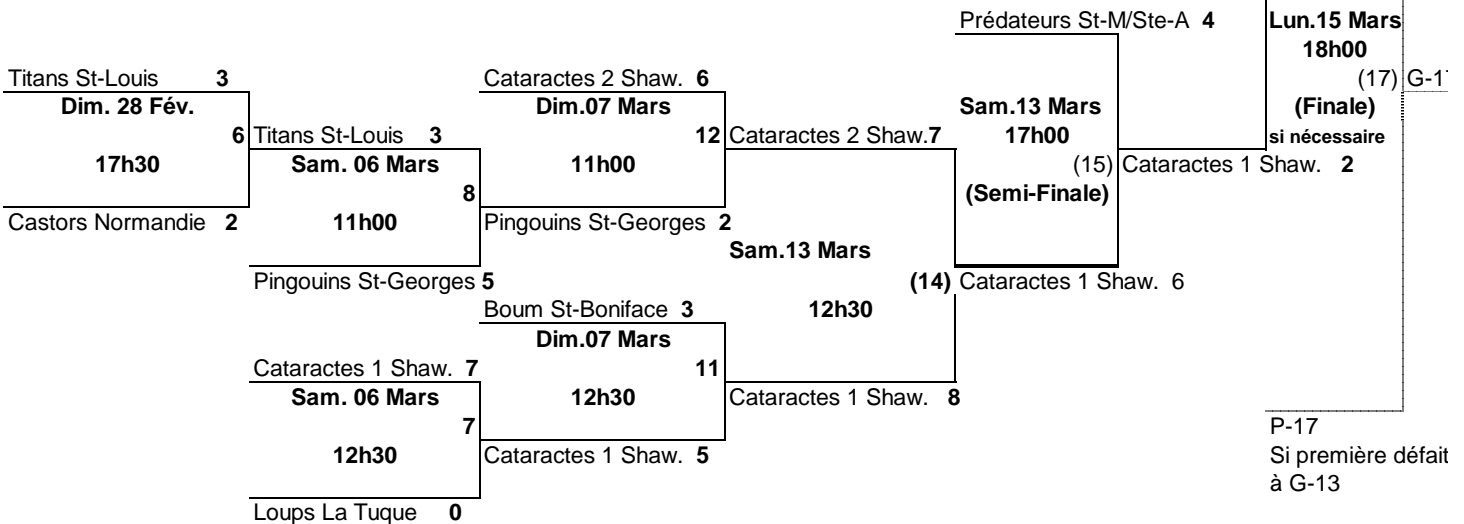 Prédateurs St-M/Ste-A 4 Lun.15 Mars
18h00
Titans St-Louis 3 Cataractes 2 Shaw. 6 (17) G-17
Dim. 28 Fév. Dim.07 Mars Sam.13 Mars (Finale)
6 Titans St-Louis 3 12 Cataractes 2 Shaw.7 17h00 si nécessaire
17h30 Sam. 06 Mars 11h00 (15) Cataractes 1 Shaw. 2
8 (Semi-Finale)
Castors Normandie 2 11h00 Pingouins St-Georges 2
Sam.13 Mars
Pingouins St-Georges 5 (14) Cataractes 1 Shaw. 6
Boum St-Boniface 3 12h30
Dim.07 Mars
Cataractes 1 Shaw. 7 11
Sam. 06 Mars 12h30 Cataractes 1 Shaw. 8
7 P-17
12h30 Cataractes 1 Shaw. 5 Si première défait
à G-13
Loups La Tuque 0